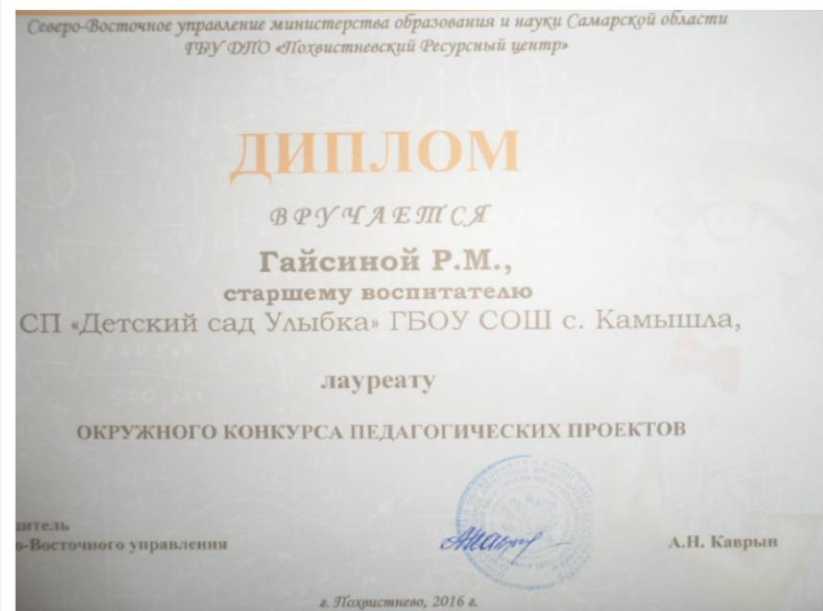 Северо-Восточное управление министерства образования и науки Самарской области
ГБУ ДПО «Похвистневский Ресурсный центр»
ДИПЛОМ
ВРУЧАЕТСЯ
Гайсиной Р.М.,
старшему воспитателю
СП «Детский сад Улыбка» ГБОУ СОШ с. Камышла,
лауреату
ОКРУЖНОГО КОНКУРСА ПЕДАГОГИЧЕСКИХ ПРОЕКТОВ
итель
о-Восточного управления
А.Н. Каврын
г. Похвистнево, 2016 г.